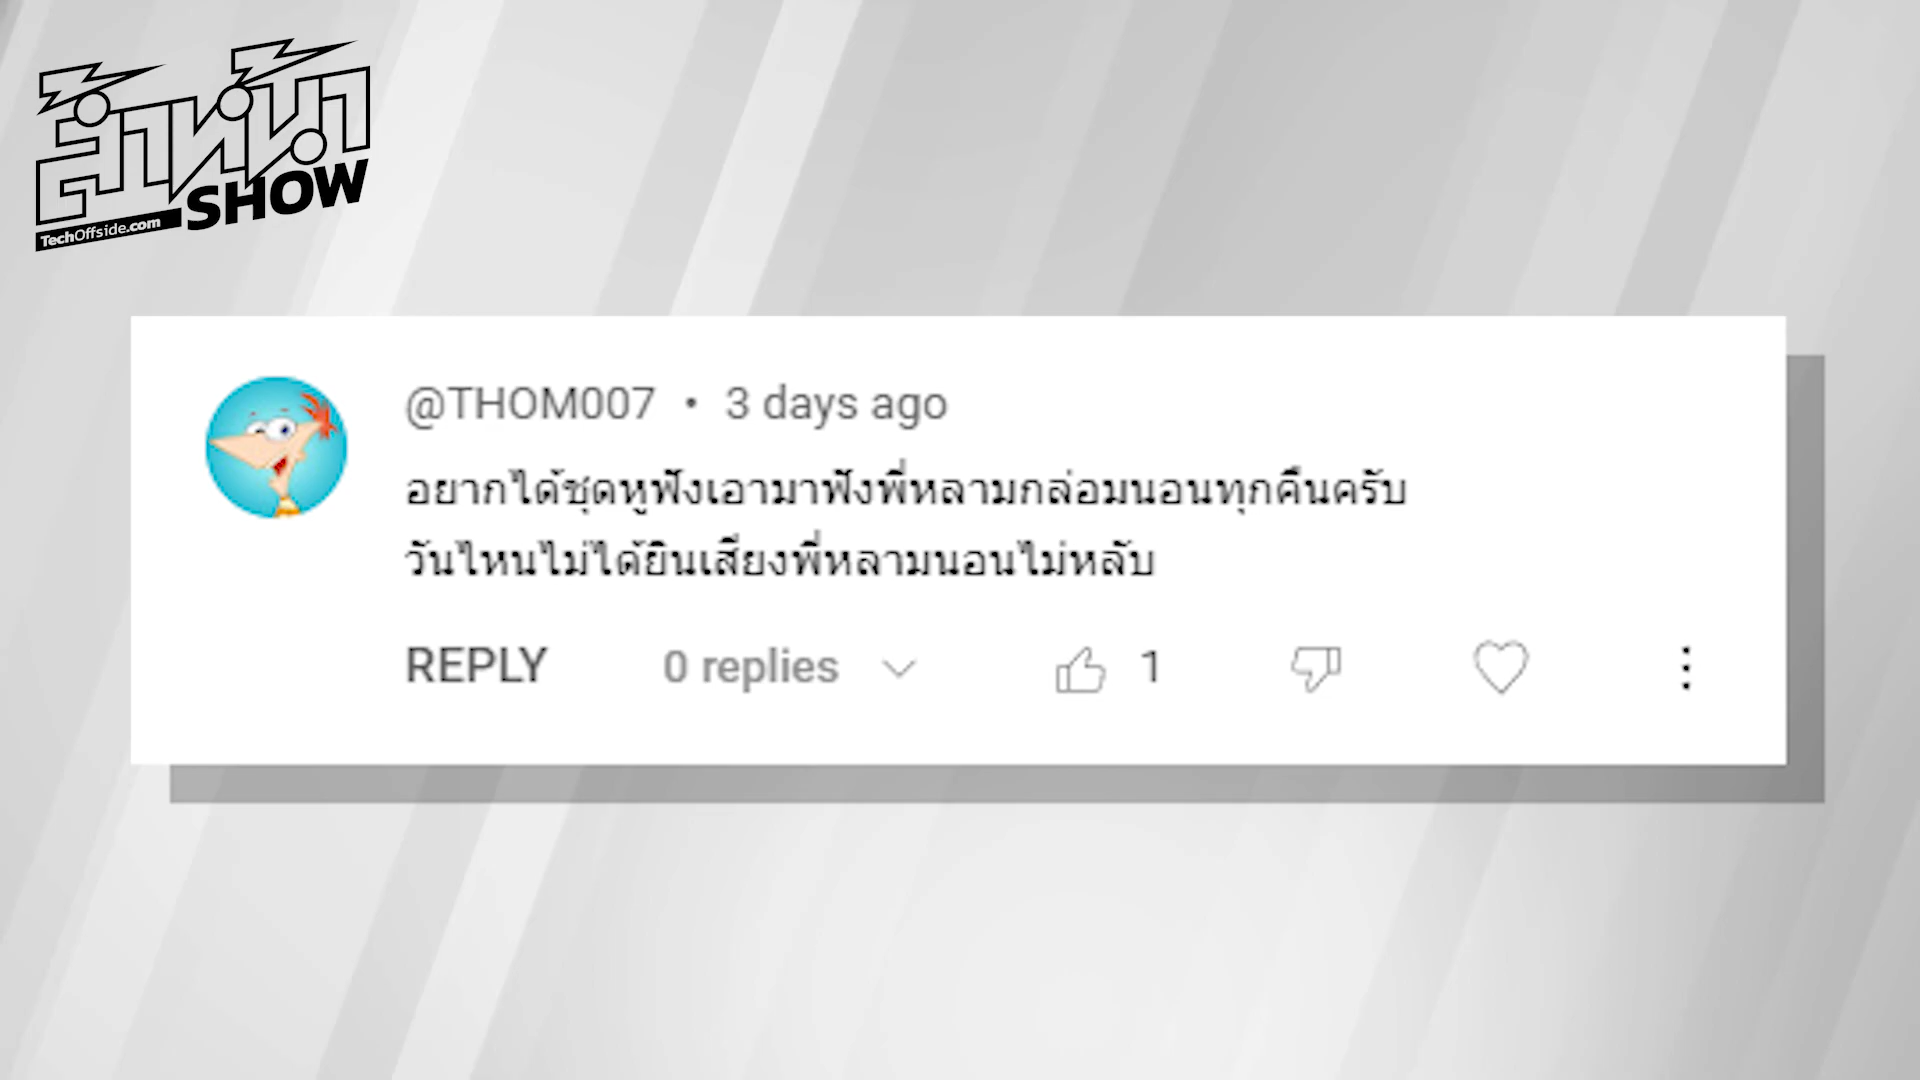 ล้ำหน้า
SHOW
TechOffside.com
@THOM007 • 3 days ago
อยากได้ชุดหูฟังเอามาฟังพี่หลามกล่อมนอนทุกคืนครับ
วันไหนไม่ได้ยินเสียงพี่หลามนอนไม่หลับ
REPLY 0 replies 1